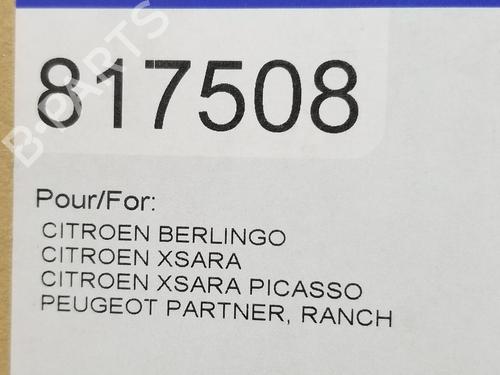 817508
Pour/For:
CITROEN BERLINGO
CITROEN XSARA
CITROEN XSARA PICASSO
PEUGEOT PARTNER, RANCH
B-PARTS